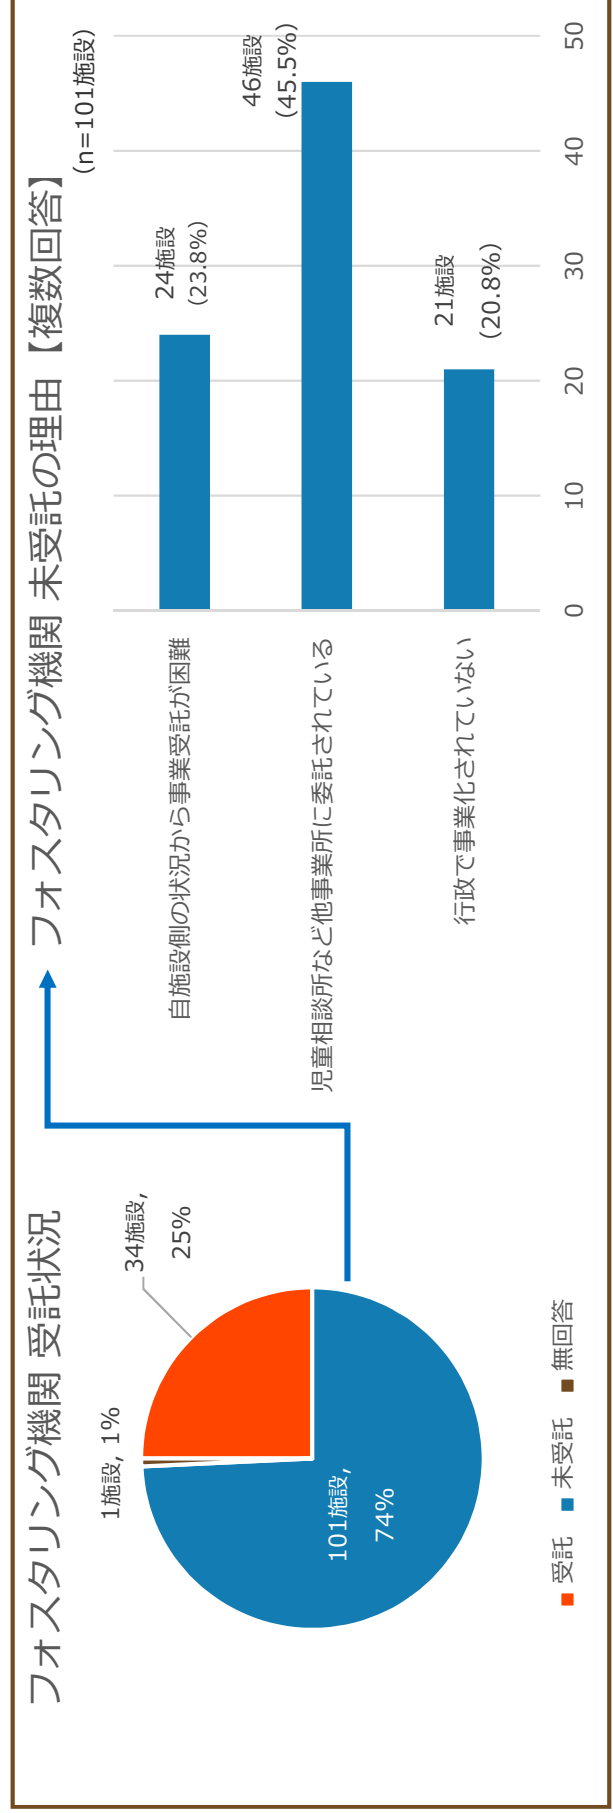 フォスタリング機関 受託状況
1施設, 1%
34施設,
25%
101施設,
74%
受託
未受託
無回答
フォスタリング機関 未受託の理由【複数回答】
(n=101施設)
自施設側の状況から事業受託が困難
24施設
(23.8%)
児童相談所など他事業所に委託されている
46施設
(45.5%)
行政で事業化されていない
21施設
(20.8%)
0 10 20 30 40 50